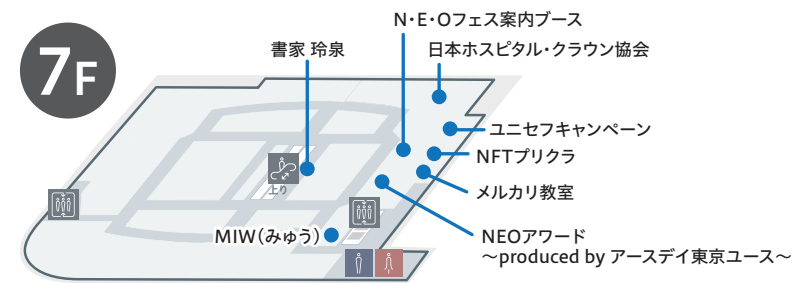 7F
N・E・Oフェス案内ブース
書家 玲泉
日本ホスピタル・クラウン協会
ユニセフキャンペーン
NFTプリクラ
上り
メルカリ教室
MIW（みゅう）
NEOアワード
〜produced by アースデイ東京ユース〜